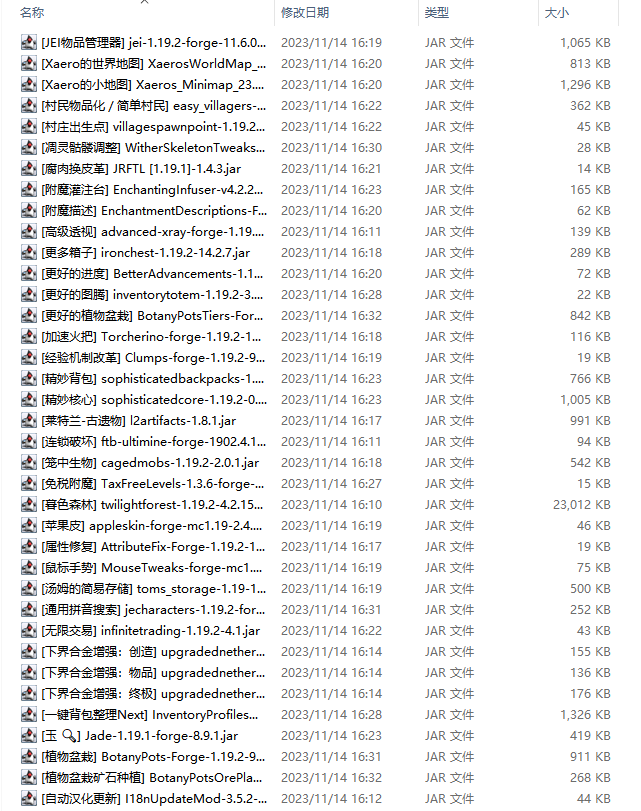 名称 修改日期 类型 大小
[JEI物品管理器] jei-1.19.2-forge-11.6.0... 2023/11/14 16:19 JAR 文件 1,065 KB
[Xaero的世界地图] XaerosWorldMap_... 2023/11/14 16:20 JAR 文件 813 KB
[Xaero的小地图] Xaeros_Minimap_23.... 2023/11/14 16:20 JAR 文件 1,296 KB
[村民物品化 / 简单村民] easy_villagers-... 2023/11/14 16:22 JAR 文件 362 KB
[村庄出生点] villagespawnpoint-1.19.2... 2023/11/14 16:22 JAR 文件 45 KB
[凋灵骷髅调整] WitherSkeletonTweaks... 2023/11/14 16:30 JAR 文件 28 KB
[腐肉换皮革] JRFTL [1.19.1]-1.4.3.jar 2023/11/14 16:21 JAR 文件 14 KB
[附魔灌注台] EnchantingInfuser-v4.2.2... 2023/11/14 16:23 JAR 文件 165 KB
[附魔描述] EnchantmentDescriptions-F... 2023/11/14 16:20 JAR 文件 62 KB
[高级透视] advanced-xray-forge-1.19.... 2023/11/14 16:11 JAR 文件 139 KB
[更多箱子] ironchest-1.19.2-14.2.7.jar 2023/11/14 16:18 JAR 文件 289 KB
[更好的进度] BetterAdvancements-1.1... 2023/11/14 16:20 JAR 文件 72 KB
[更好的图腾] inventorytotem-1.19.2-3.... 2023/11/14 16:28 JAR 文件 22 KB
[更好的植物盆栽] BotanyPotsTiers-For... 2023/11/14 16:32 JAR 文件 842 KB
[加速火把] Torcherino-forge-1.19.2-1... 2023/11/14 16:18 JAR 文件 116 KB
[经验机制改革] Clumps-forge-1.19.2-9... 2023/11/14 16:19 JAR 文件 19 KB
[精妙背包] sophisticatedbackpacks-1.... 2023/11/14 16:23 JAR 文件 766 KB
[精妙核心] sophisticatedcore-1.19.2-0.... 2023/11/14 16:23 JAR 文件 1,005 KB
[莱特兰-古遗物] l2artifacts-1.8.1.jar 2023/11/14 16:17 JAR 文件 991 KB
[连锁破坏] ftb-ultimine-forge-1902.4.1... 2023/11/14 16:11 JAR 文件 94 KB
[笼中生物] cagedmobs-1.19.2-2.0.1.jar 2023/11/14 16:18 JAR 文件 542 KB
[免税附魔] TaxFreeLevels-1.3.6-forge-... 2023/11/14 16:27 JAR 文件 15 KB
[暮色森林] twilightforest-1.19.2-4.2.15... 2023/11/14 16:10 JAR 文件 23,012 KB
[苹果皮] appleskin-forge-mc1.19-2.4.... 2023/11/14 16:19 JAR 文件 46 KB
[属性修复] AttributeFix-Forge-1.19.2-1... 2023/11/14 16:17 JAR 文件 19 KB
[鼠标手势] MouseTweaks-forge-mc1.... 2023/11/14 16:19 JAR 文件 75 KB
[汤姆的简易存储] toms_storage-1.19-1... 2023/11/14 16:19 JAR 文件 500 KB
[通用拼音搜索] jecharacters-1.19.2-for... 2023/11/14 16:31 JAR 文件 252 KB
[无限交易] infinitetrading-1.19.2-4.1.jar 2023/11/14 16:22 JAR 文件 43 KB
[下界合金增强：创造] upgradednether... 2023/11/14 16:14 JAR 文件 155 KB
[下界合金增强：物品] upgradednether... 2023/11/14 16:14 JAR 文件 136 KB
[下界合金增强：终极] upgradednether... 2023/11/14 16:14 JAR 文件 176 KB
[一键背包整理Next] InventoryProfiles... 2023/11/14 16:28 JAR 文件 1,326 KB
[玉 🔍] Jade-1.19.1-forge-8.9.1.jar 2023/11/14 16:23 JAR 文件 419 KB
[植物盆栽] BotanyPots-Forge-1.19.2-9... 2023/11/14 16:31 JAR 文件 911 KB
[植物盆栽矿石种植] BotanyPotsOrePla... 2023/11/14 16:32 JAR 文件 268 KB
[自动汉化更新] I18nUpdateMod-3.5.2-... 2023/11/14 16:12 JAR 文件 44 KB